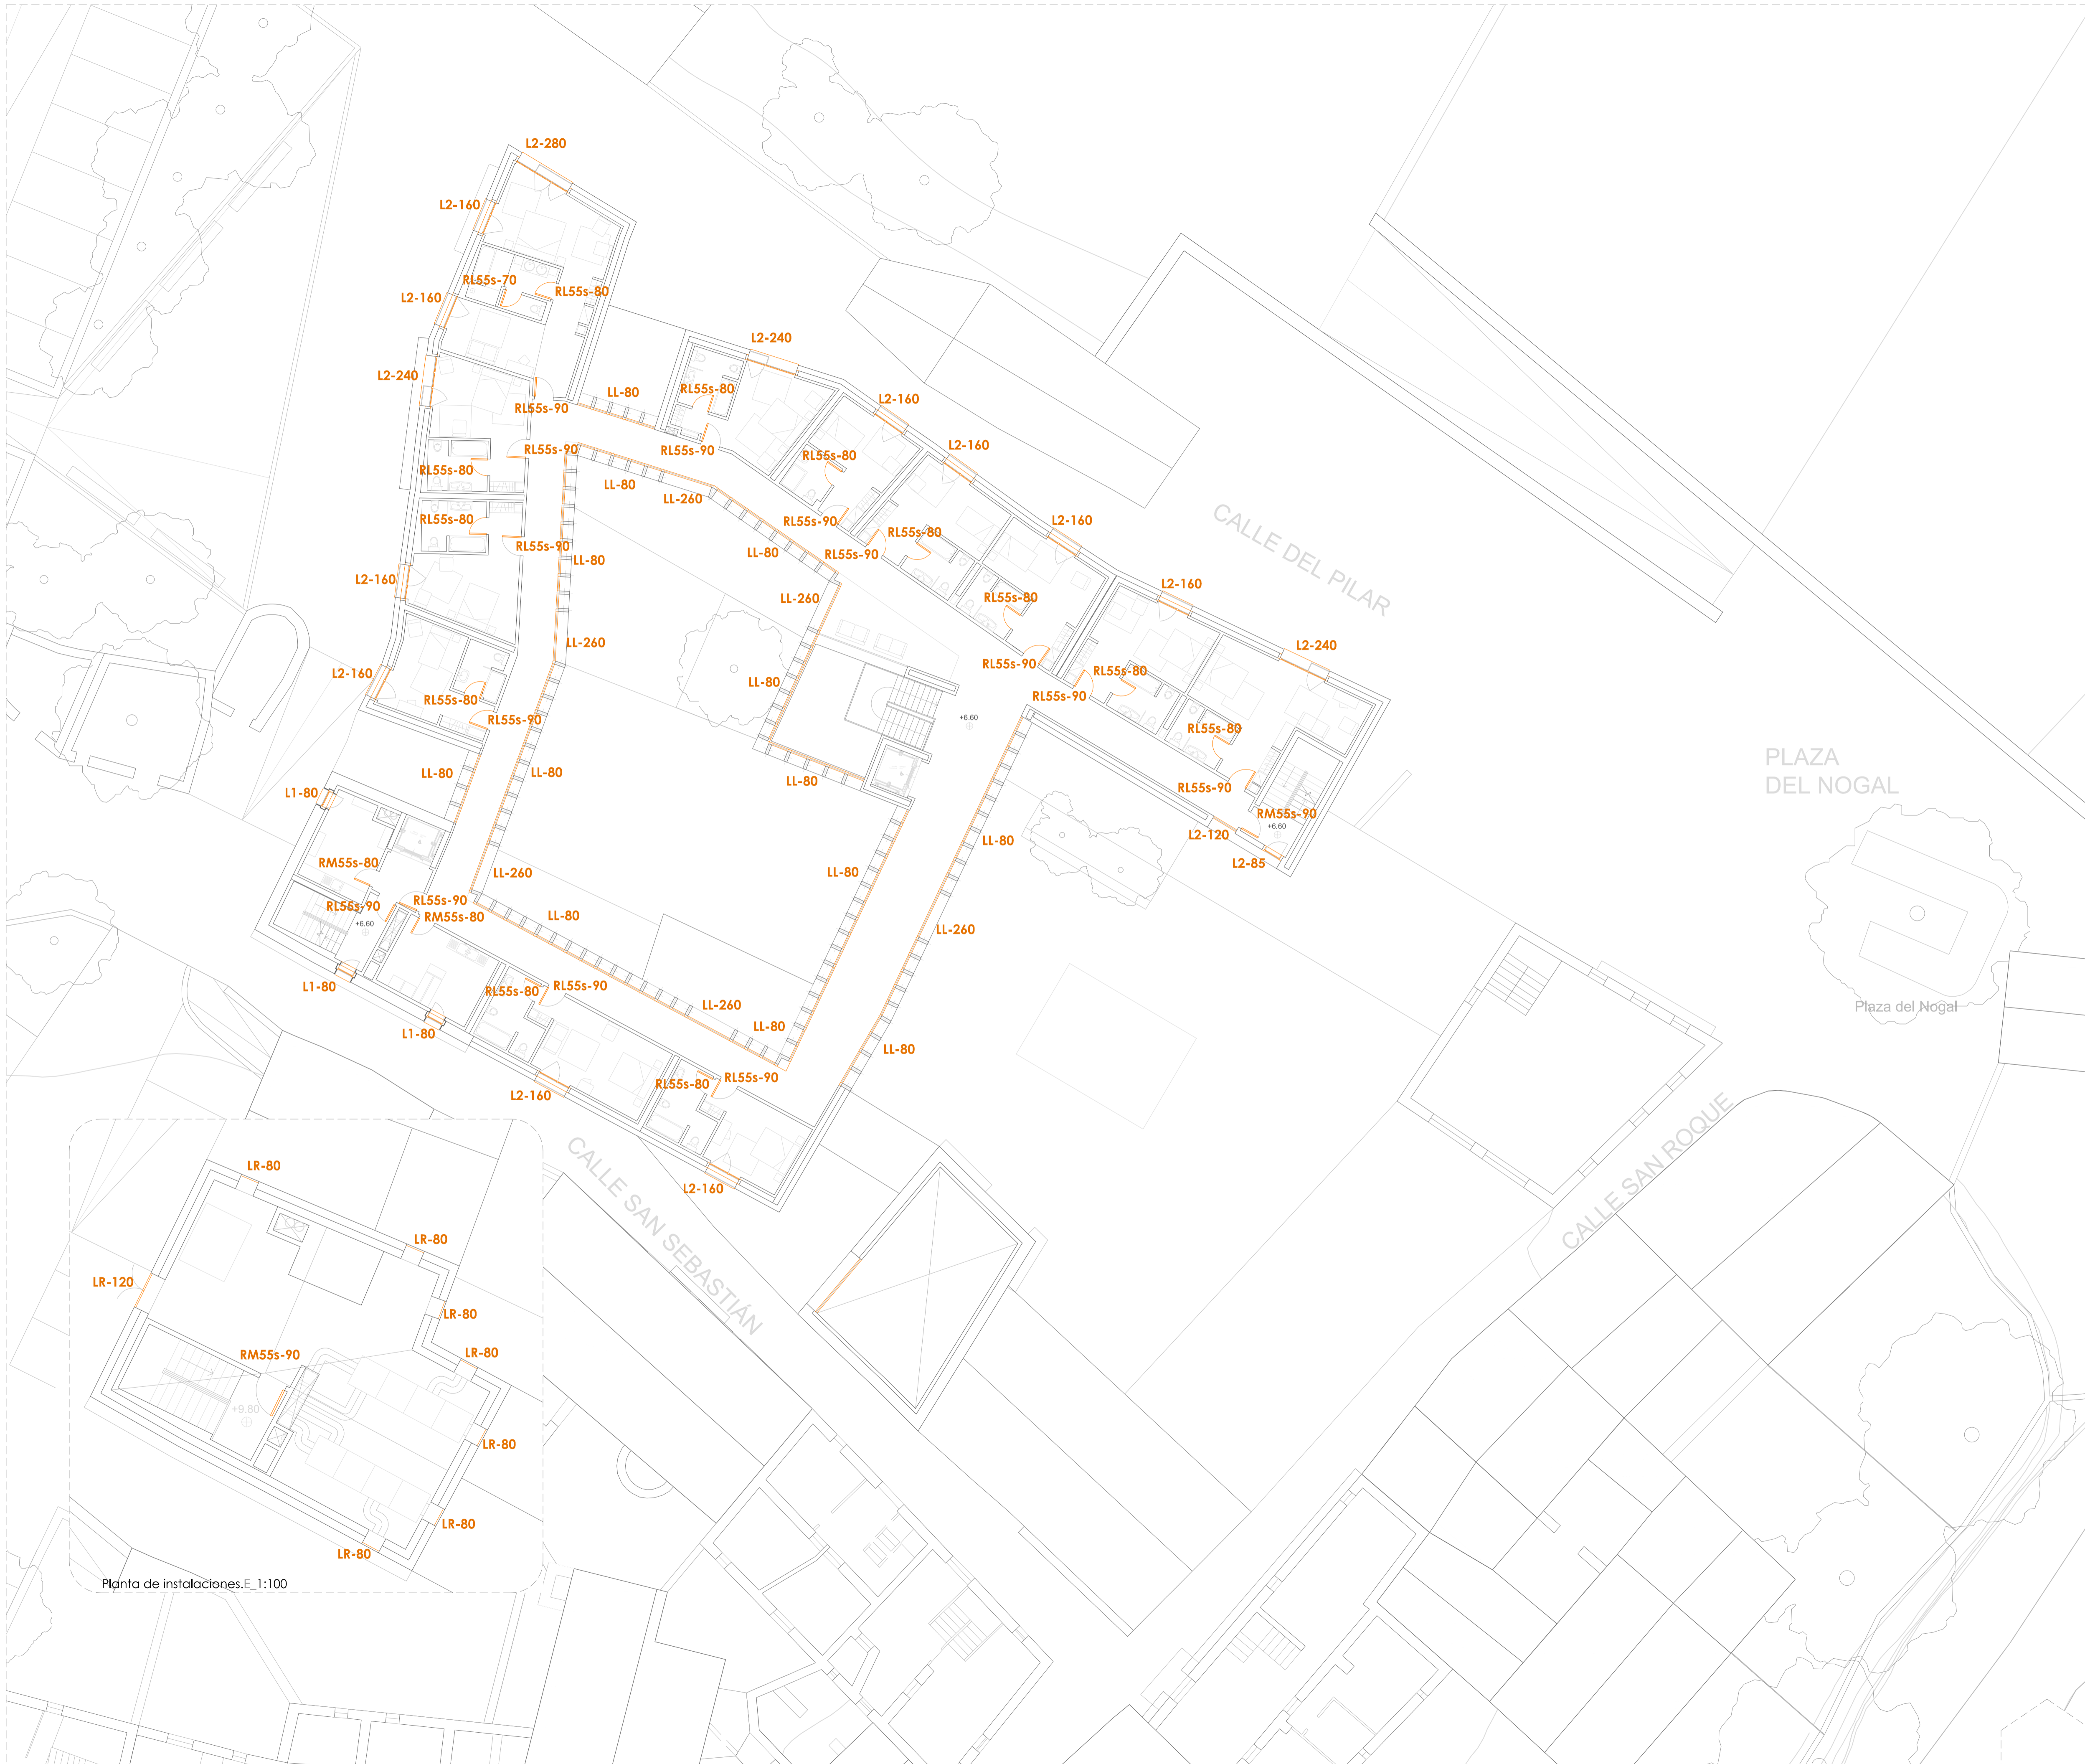 L2-280
L2-160
RL55s-70
RL55s-80
L2-160
L2-240
L2-240
RL55s-90
LL-80
RL55s-80
L2-160
RL55s-90
RL55s-90
L2-160
RL55s-80
RL55s-80
LL-80
LL-260
RL55s-90
L2-160
CALLE DEL PILAR
RL55s-80
RL55s-90
LL-80
RL55s-90
RL55s-80
LL-80
L2-160
L2-160
LL-260
RL55s-80
LL-260
L2-240
RL55s-90
L2-160
LL-80
RL55s-80
RL55s-80
RL55s-90
RL55s-90
+6.60
RL55s-80
PLAZA
DEL NOGAL
LL-80
LL-80
LL-80
RL55s-90
L1-80
RM55s-90
+6.60
L2-120
LL-80
L2-85
RM55s-80
LL-260
LL-80
RL55s-90
RL55s-90
RM55s-80
LL-80
+6.60
LL-260
L1-80
RL55s-80
RL55s-90
LL-260
Plaza del Nogal
LL-80
L1-80
LL-80
RL55s-80
RL55s-90
L2-160
CALLE SAN ROQUE
CALLE SAN SEBASTIÁN
L2-160
LR-80
LR-80
LR-120
LR-80
RM55s-90
LR-80
+9.80
LR-80
LR-80
LR-80
Planta de instalaciones.E_1:100